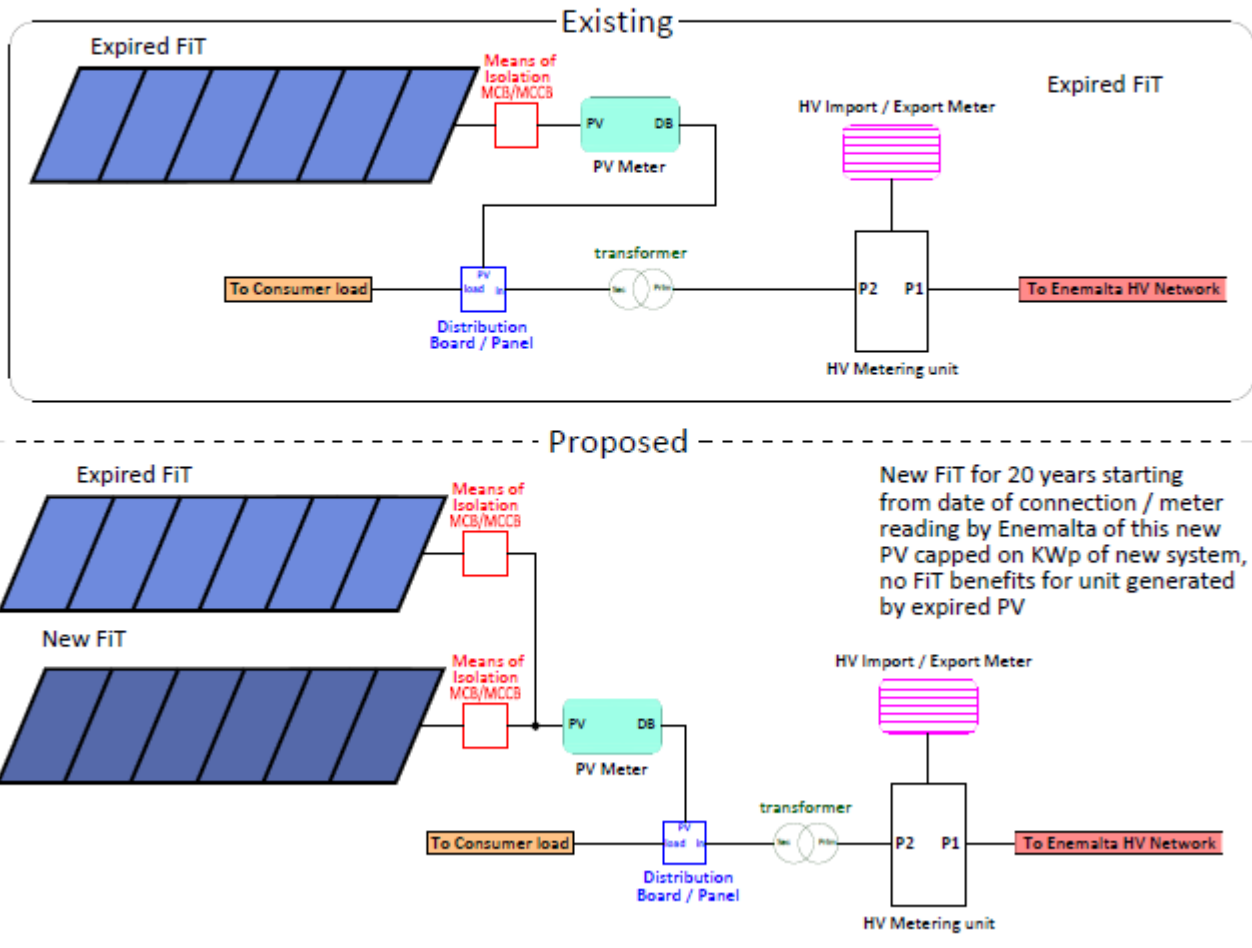 Existing
Expired FiT
Means of
Isolation
MCB/MCCB
PV DB
PV Meter
HV Import / Export Meter
Expired FiT
transformer
To Consumer load
PV
load In
Sec Prim
P2 P1
To Enemalta HV Network
Distribution
Board / Panel
HV Metering unit
Proposed
Expired FiT
Means of
Isolation
MCB/MCCB
New FiT for 20 years starting
from date of connection / meter
reading by Enemalta of this new
PV capped on KWp of new system,
no FiT benefits for unit generated
by expired PV
New FiT
Means of
Isolation
MCB/MCCB
PV DB
PV Meter
HV Import / Export Meter
transformer
To Consumer load
PV
load In
Sec Prim
P2 P1
To Enemalta HV Network
Distribution
Board / Panel
HV Metering unit